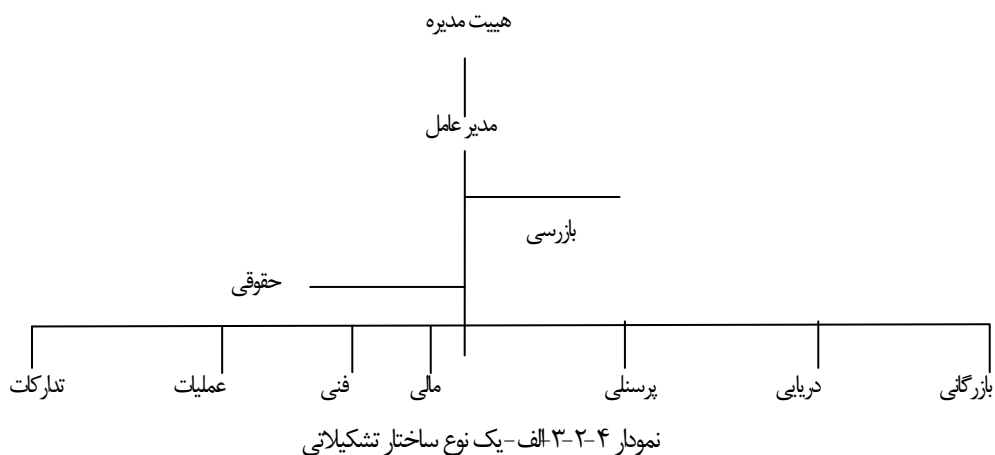 هییت مدیره
مدیر عامل
بازرسی
حقوقی
بازرگانی دریایی پرسنلی مالی فنی عملیات تدارکات
نمودار ۴-۲-۳-الف-یک نوع ساختار تشکیلاتی